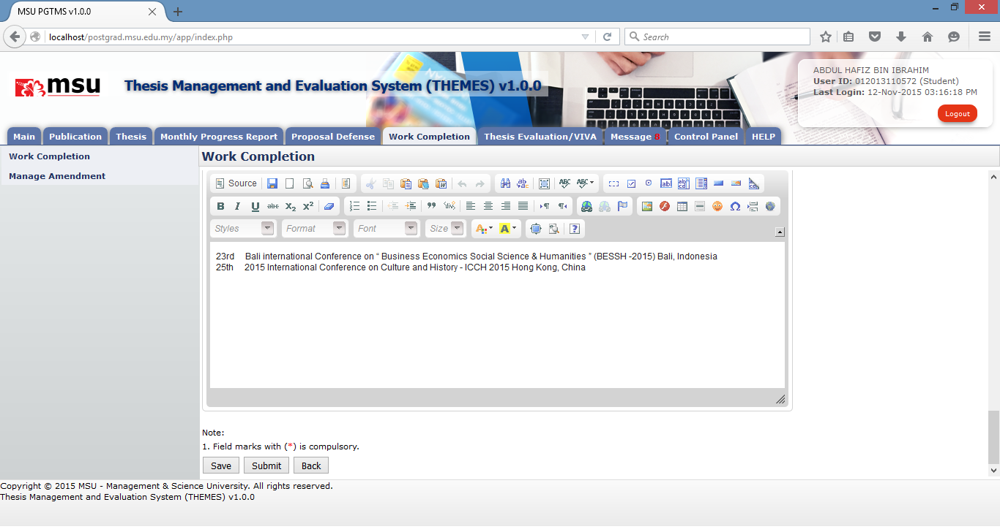 MSU PGTMS v1.0.0
localhost/postgrad.msu.edu.my/app/index.php
Search
msu
Thesis Management and Evaluation System (THEMES) v1.0.0
ABDUL HAFIZ BIN IBRAHIM
User ID: 012013110572 (Student)
Last Login: 12-Nov-2015 03:16:18 PM
Logout
Main Publication Thesis Monthly Progress Report Proposal Defense Work Completion Thesis Evaluation/VIVA Message 8 Control Panel HELP
Work Completion
Manage Amendment
Work Completion
Source
Styles Format Font Size
23rd Bali international Conference on “ Business Economics Social Science & Humanities ” (BESSH -2015) Bali, Indonesia
25th 2015 International Conference on Culture and History - ICCH 2015 Hong Kong, China
Note:
1. Field marks with (*) is compulsory.
Save Submit Back
Copyright © 2015 MSU - Management & Science University. All rights reserved.
Thesis Management and Evaluation System (THEMES) v1.0.0